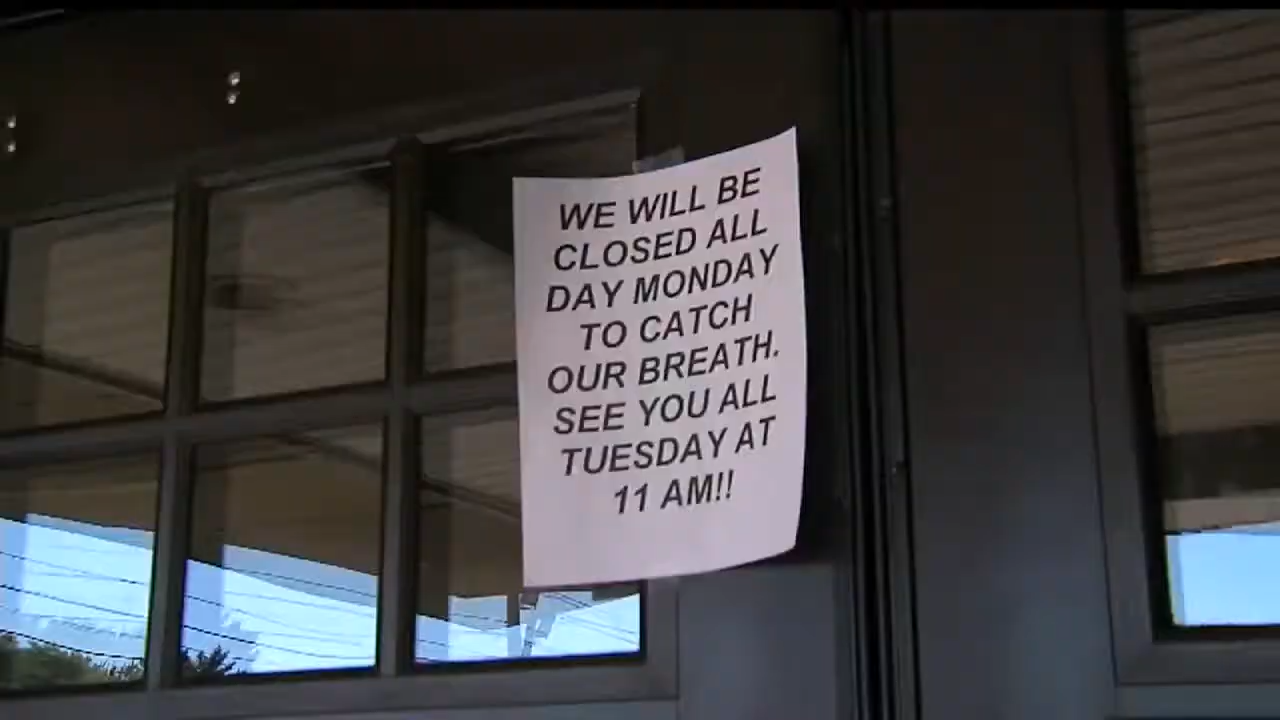 WE WILL BE
CLOSED ALL
DAY MONDAY
TO CATCH
OUR BREATH.
SEE YOU ALL
TUESDAY AT
11 AM!!